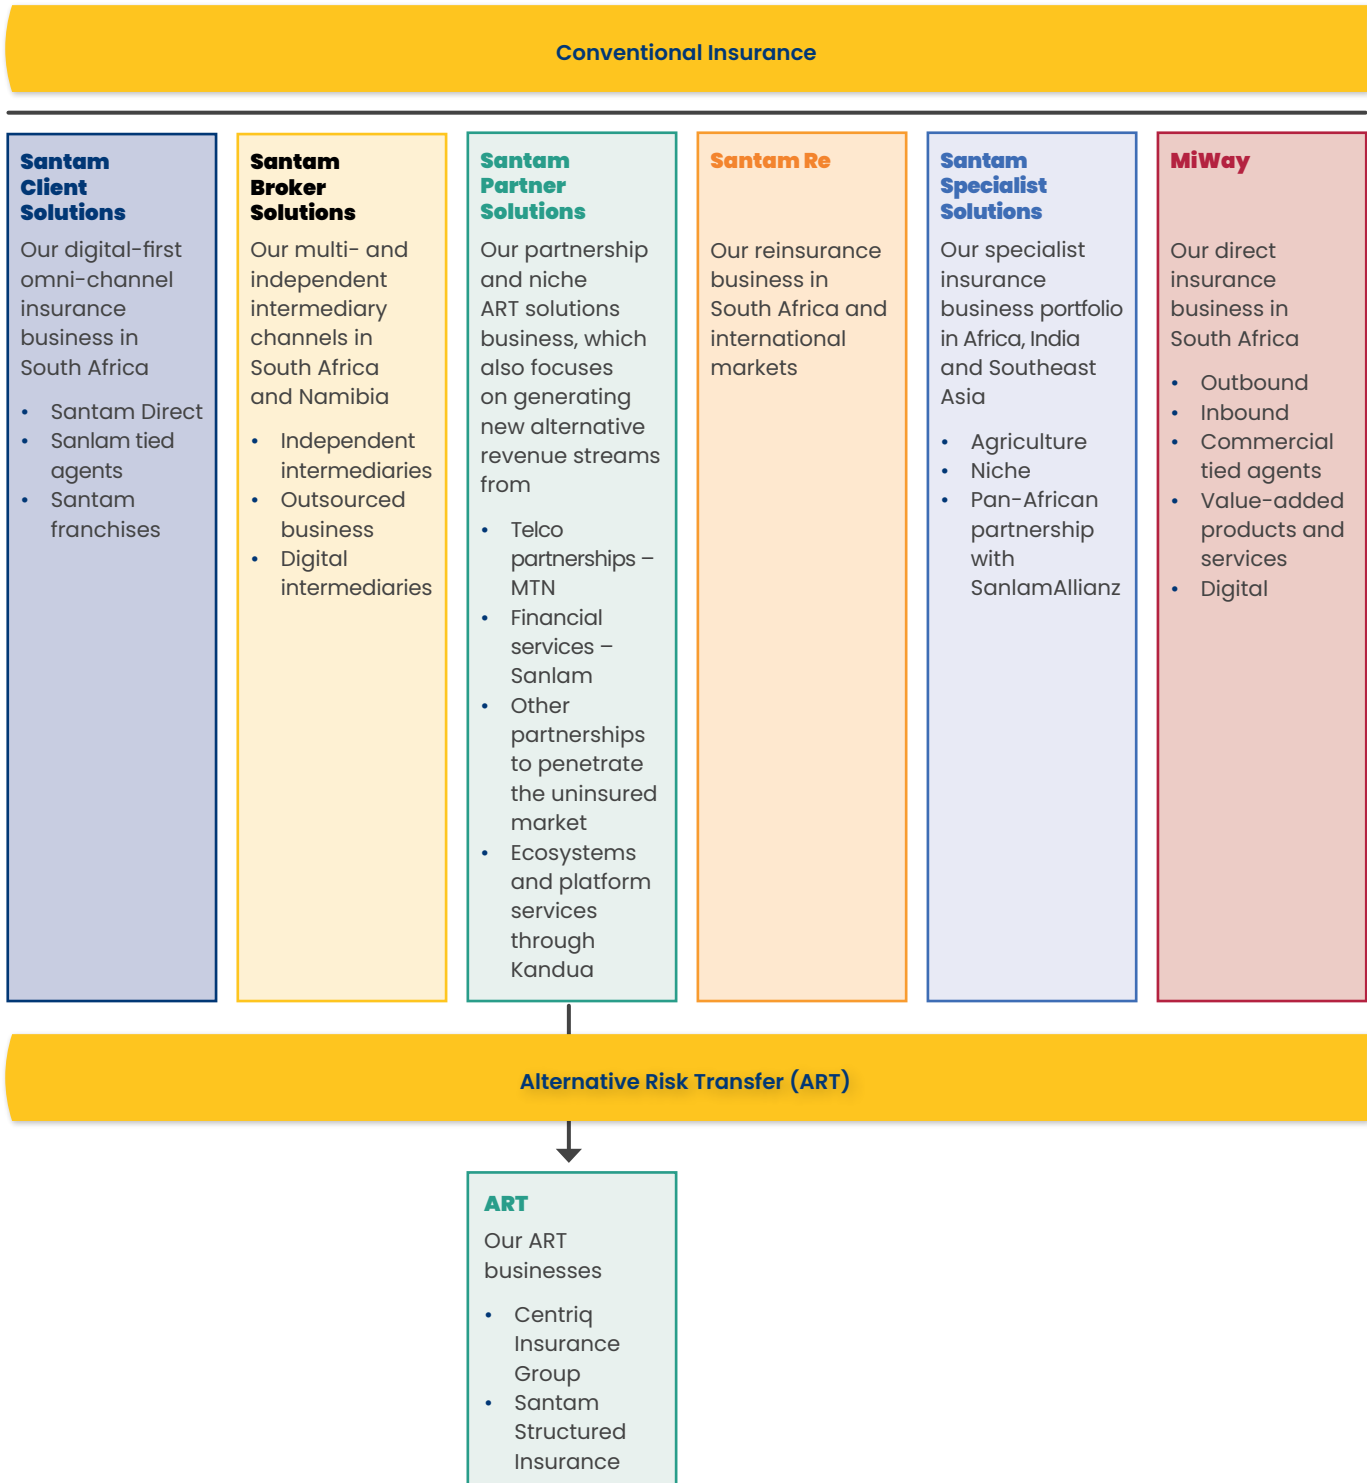 Conventional Insurance
Santam
Client
Solutions
Our digital-first
omni-channel
insurance
business in
South Africa
• Santam Direct
• Sanlam tied
agents
• Santam
franchises
Santam
Broker
Solutions
Our multi- and
independent
intermediary
channels in
South Africa
and Namibia
• Independent
intermediaries
• Outsourced
business
• Digital
intermediaries
Santam
Partner
Solutions
Our partnership
and niche
ART solutions
business, which
also focuses
on generating
new alternative
revenue streams
from
• Telco
partnerships –
MTN
• Financial
services –
Sanlam
• Other
partnerships
to penetrate
the uninsured
market
• Ecosystems
and platform
services
through
Kandua
Santam Re
Our reinsurance
business in
South Africa and
international
markets
Santam
Specialist
Solutions
Our specialist
insurance
business portfolio
in Africa, India
and Southeast
Asia
• Agriculture
• Niche
• Pan-African
partnership
with
SanlamAllianz
MiWay
Our direct
insurance
business in
South Africa
• Outbound
• Inbound
• Commercial
tied agents
• Value-added
products and
services
• Digital
Alternative Risk Transfer (ART)
ART
Our ART
businesses
• Centriq
Insurance
Group
• Santam
Structured
Insurance